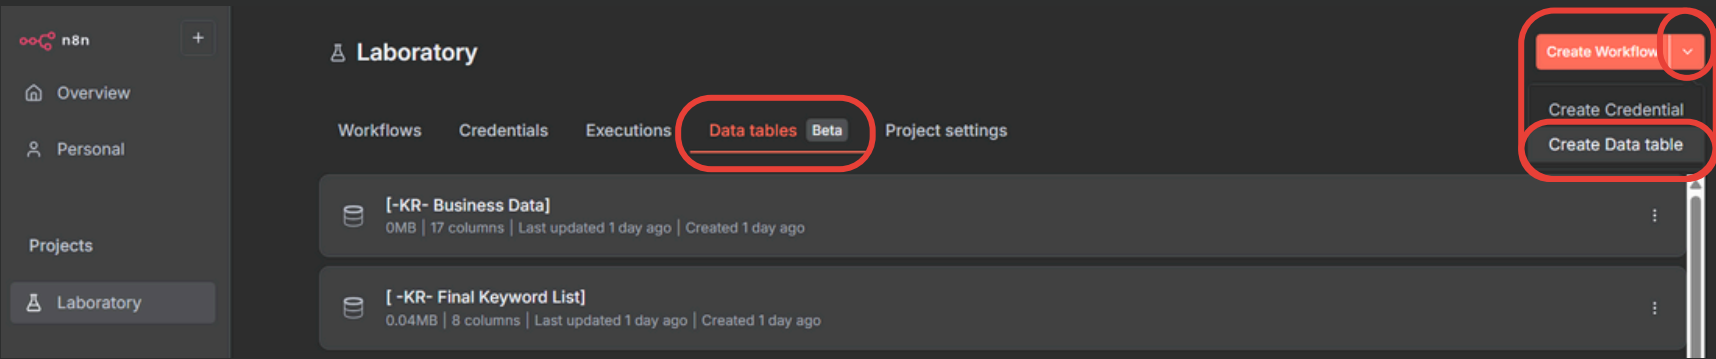 n8n
+
Overview
Personal
Projects
Laboratory
Laboratory
Create Workflow
Create Credential
Create Data table
Workflows Credentials Executions Data tables Beta Project settings
[-KR- Business Data]
0MB | 17 columns | Last updated 1 day ago | Created 1 day ago
[ -KR- Final Keyword List]
0.04MB | 8 columns | Last updated 1 day ago | Created 1 day ago